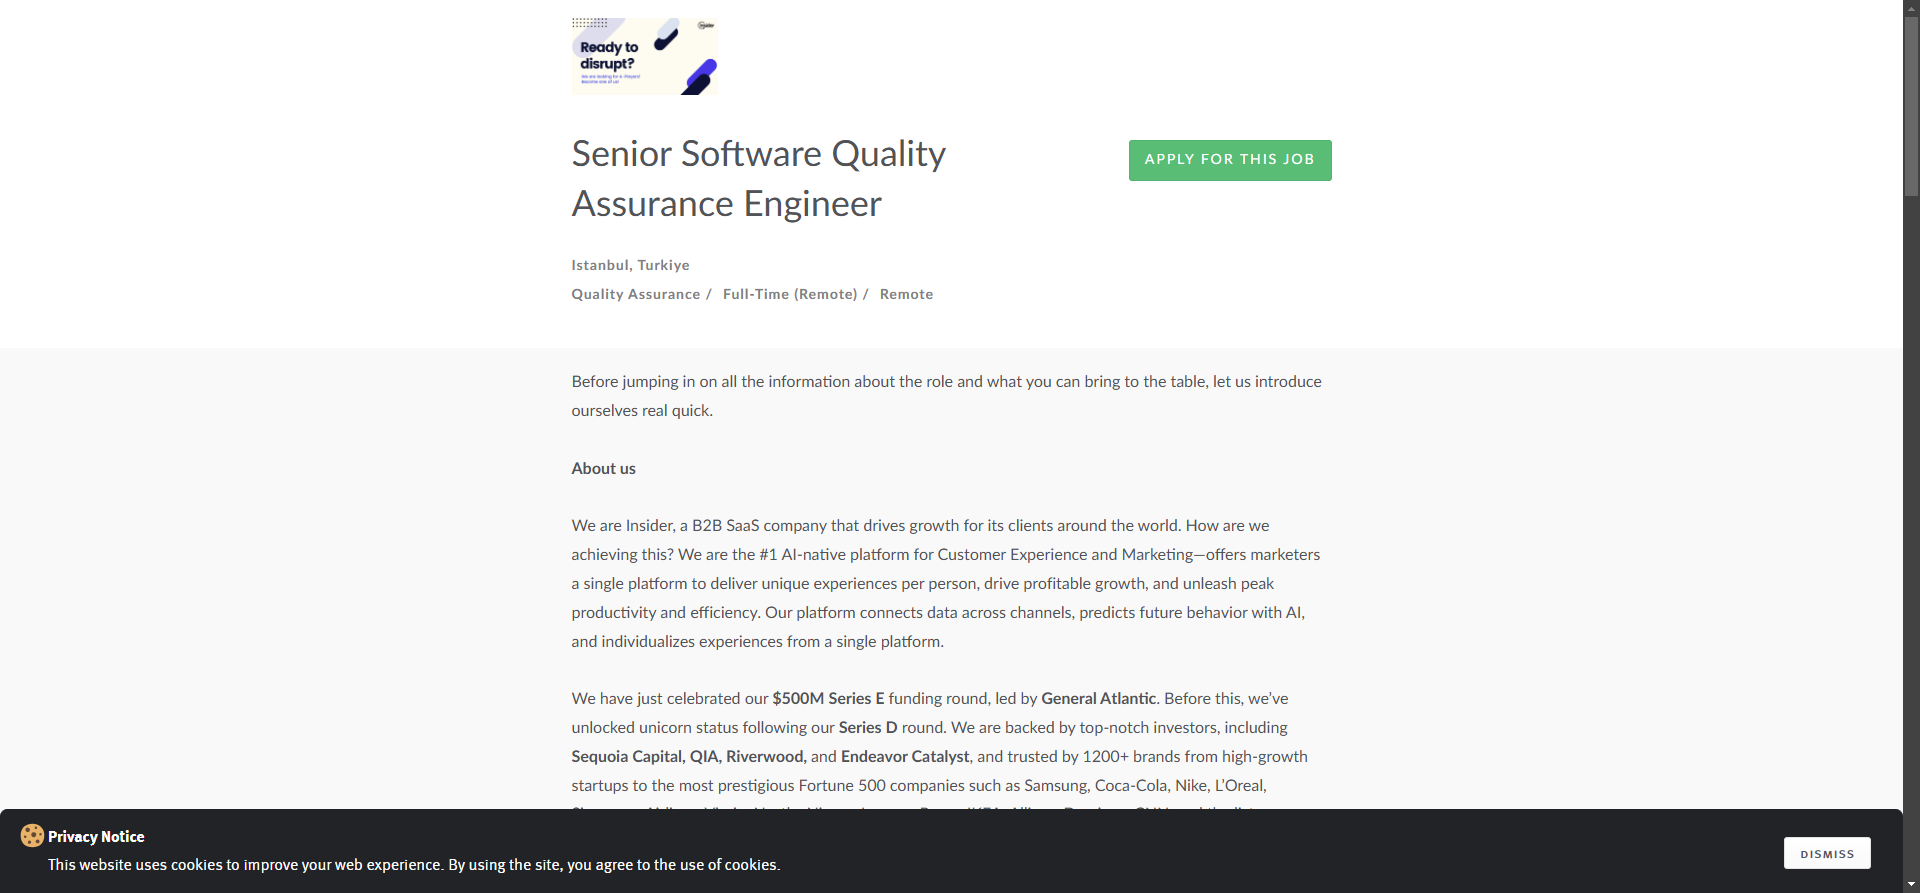 Ready to
disrupt?
We are looking for A-Players!
Become one of us!
Senior Software Quality
Assurance Engineer
APPLY FOR THIS JOB
Istanbul, Turkiye
Quality Assurance / Full-Time (Remote) / Remote
Before jumping in on all the information about the role and what you can bring to the table, let us introduce
ourselves real quick.
About us
We are Insider, a B2B SaaS company that drives growth for its clients around the world. How are we
achieving this? We are the #1 AI-native platform for Customer Experience and Marketing—offers marketers
a single platform to deliver unique experiences per person, drive profitable growth, and unleash peak
productivity and efficiency. Our platform connects data across channels, predicts future behavior with AI,
and individualizes experiences from a single platform.
We have just celebrated our $500M Series E funding round, led by General Atlantic. Before this, we’ve
unlocked unicorn status following our Series D round. We are backed by top-notch investors, including
Sequoia Capital, QIA, Riverwood, and Endeavor Catalyst, and trusted by 1200+ brands from high-growth
startups to the most prestigious Fortune 500 companies such as Samsung, Coca-Cola, Nike, L’Oreal,
Privacy Notice
This website uses cookies to improve your web experience. By using the site, you agree to the use of cookies.
DISMISS